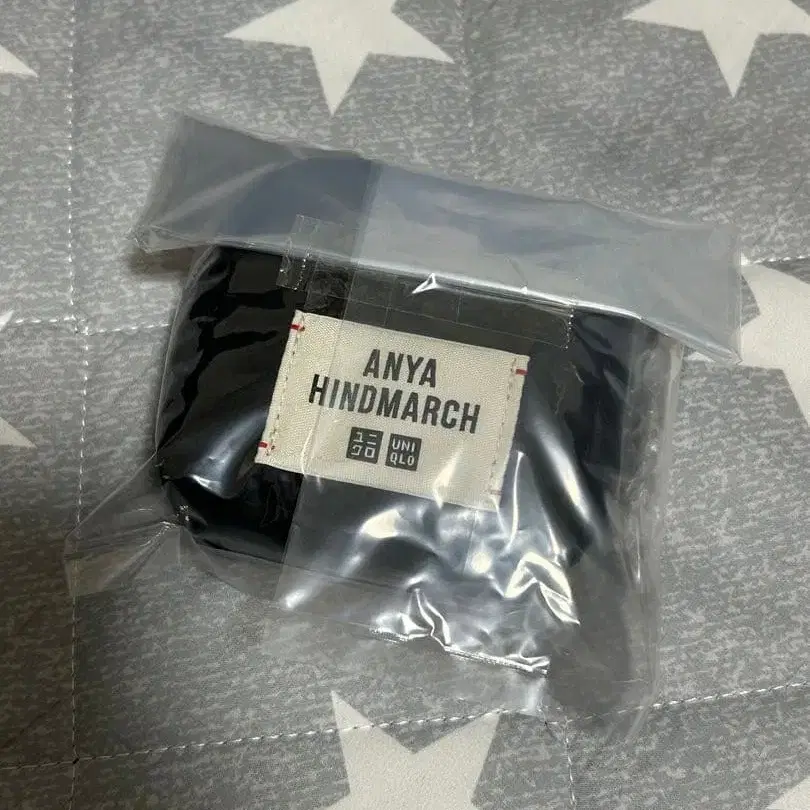 ANYA
HINDMARCH
ユニ UNI
クロ QLO